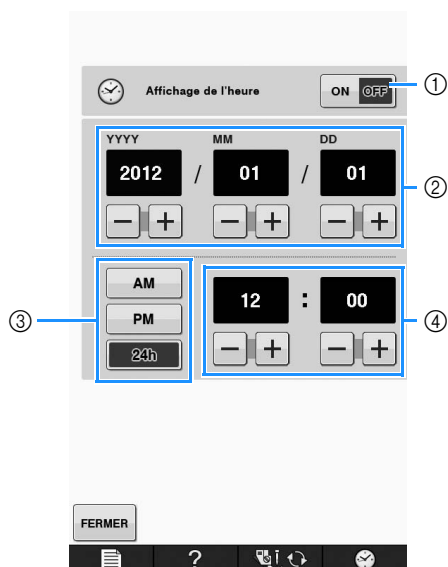 Affichage de l'heure ON OFF ①
YYYY MM DD
2012 / 01 / 01
②
AM
12 : 00
③ PM ④
24h
FERMER
?